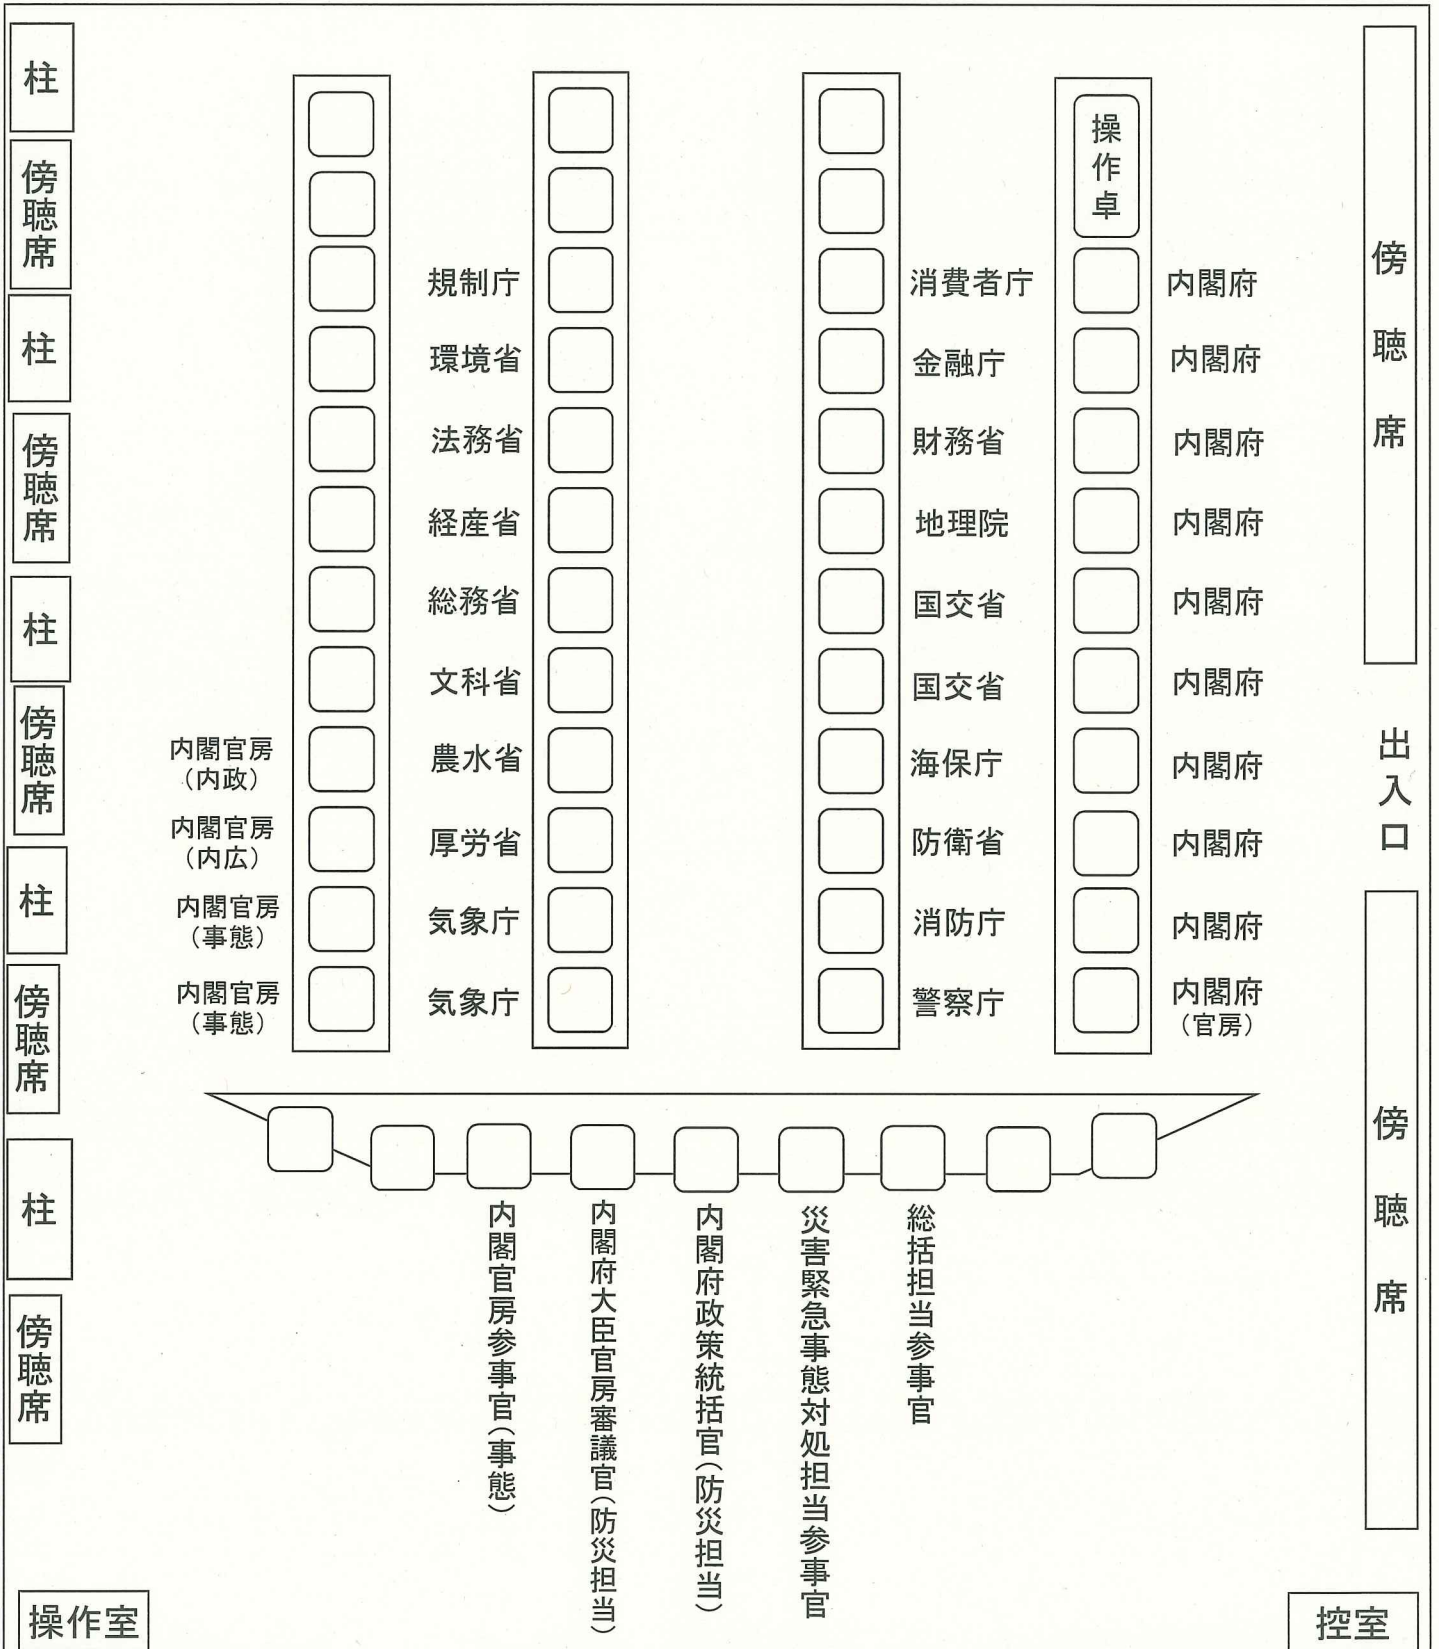 柱
傍聴席
柱
傍聴席
柱
傍聴席
柱
傍聴席
柱
傍聴席
操作室
内閣官房
（内政）
内閣官房
（内広）
内閣官房
（事態）
内閣官房
（事態）
規制庁
環境省
法務省
経産省
総務省
文科省
農水省
厚労省
気象庁
気象庁
消費者庁
金融庁
財務省
地理院
国交省
国交省
海保庁
防衛省
消防庁
警察庁
操作卓
内閣府
内閣府
内閣府
内閣府
内閣府
内閣府
内閣府
内閣府
内閣府
内閣府
（官房）
傍聴席
出入口
傍聴席
内閣官房参事官（事態）
内閣府大臣官房審議官（防災担当）
内閣府政策統括官（防災担当）
災害緊急事態対処担当参事官
総括担当参事官
控室